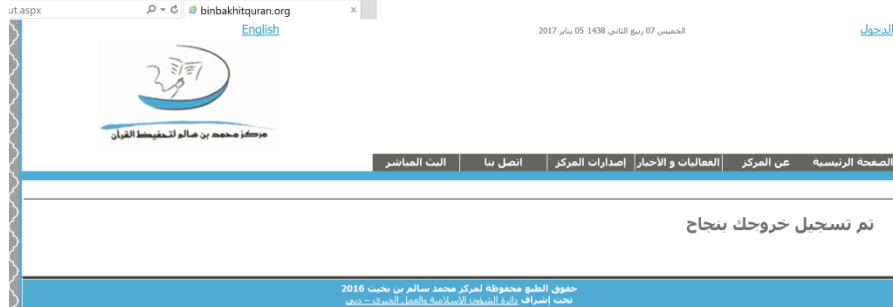 ut.aspx
binbakhitquran.org
English
الخميس 07 ربيع الثاني 1438 05 يناير 2017
الدخول
مركز محمد بن سالم لتحفيظ القرآن
الصفحة الرئيسية عن المركز الفعاليات و الأخبار إصدارات المركز اتصل بنا البث المباشر
تم تسجيل خروجك بنجاح
حقوق الطبع محفوظة لمركز محمد سالم بن بخيت 2016
تحت إشراف دائرة الشؤون الإسلامية والعمل الخيري – دبي